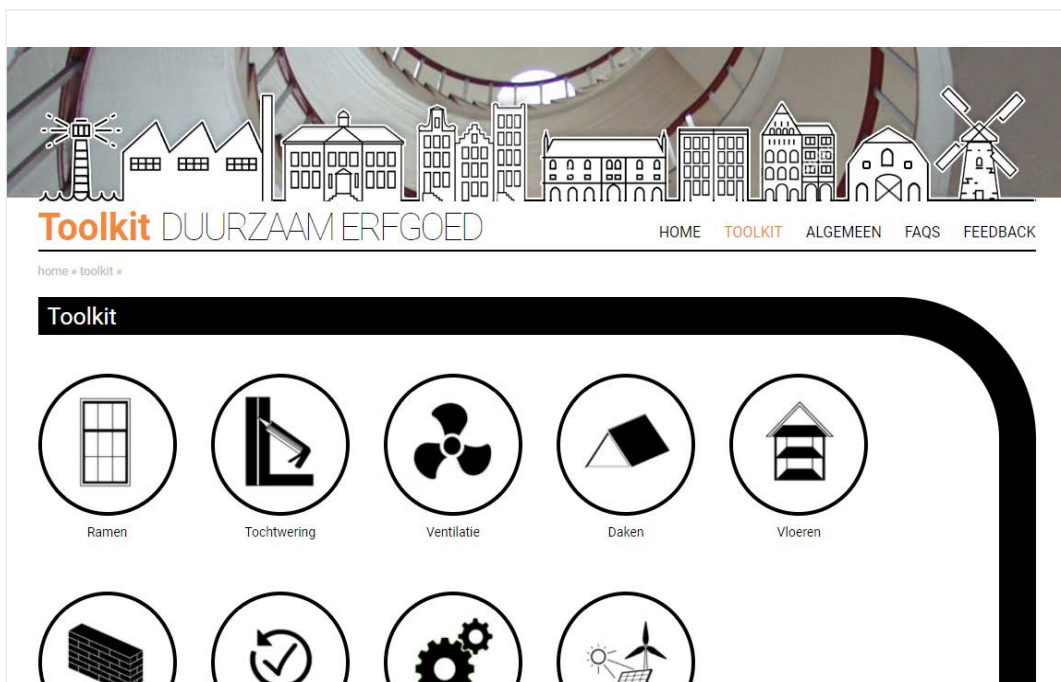 Toolkit DUURZAAM ERFGOED
HOME TOOLKIT ALGEMEEN FAQS FEEDBACK
home » toolkit »
Toolkit
Ramen Tochtwering Ventilatie Daken Vloeren